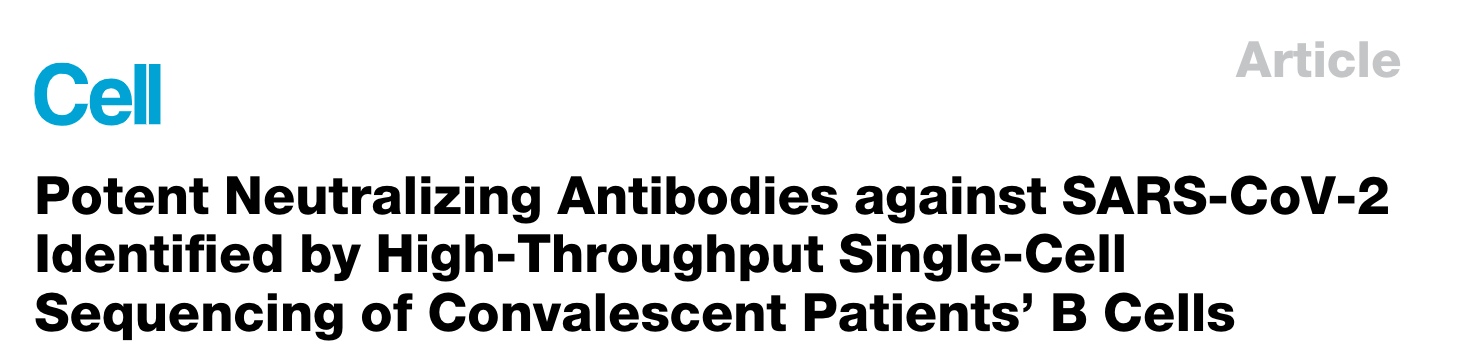 Article
Cell
Potent Neutralizing Antibodies against SARS-CoV-2
Identified by High-Throughput Single-Cell
Sequencing of Convalescent Patients’ B Cells